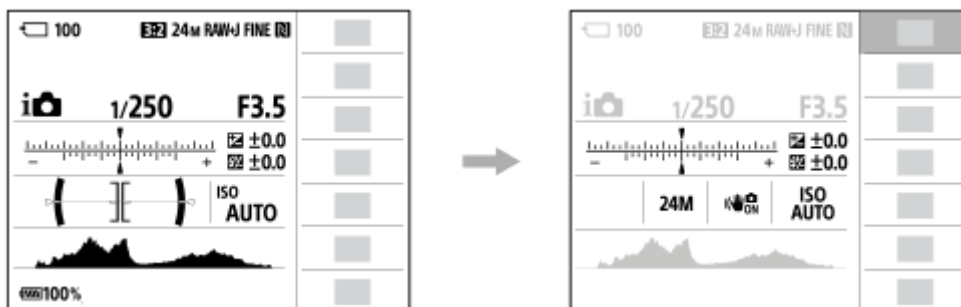 100 3:2 24M RAW+J FINE N
i 1/250 F3.5
±0.0
- + ±0.0
ISO
AUTO
100%
100 3:2 24M RAW+J FINE N
i 1/250 F3.5
±0.0
- + ±0.0
24M ON ISO
AUTO